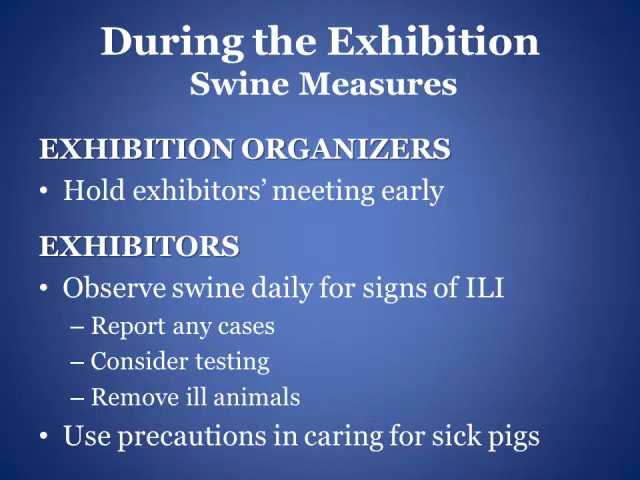 During the Exhibition
Swine Measures
EXHIBITION ORGANIZERS
• Hold exhibitors’ meeting early
EXHIBITORS
• Observe swine daily for signs of ILI
– Report any cases
– Consider testing
– Remove ill animals
• Use precautions in caring for sick pigs